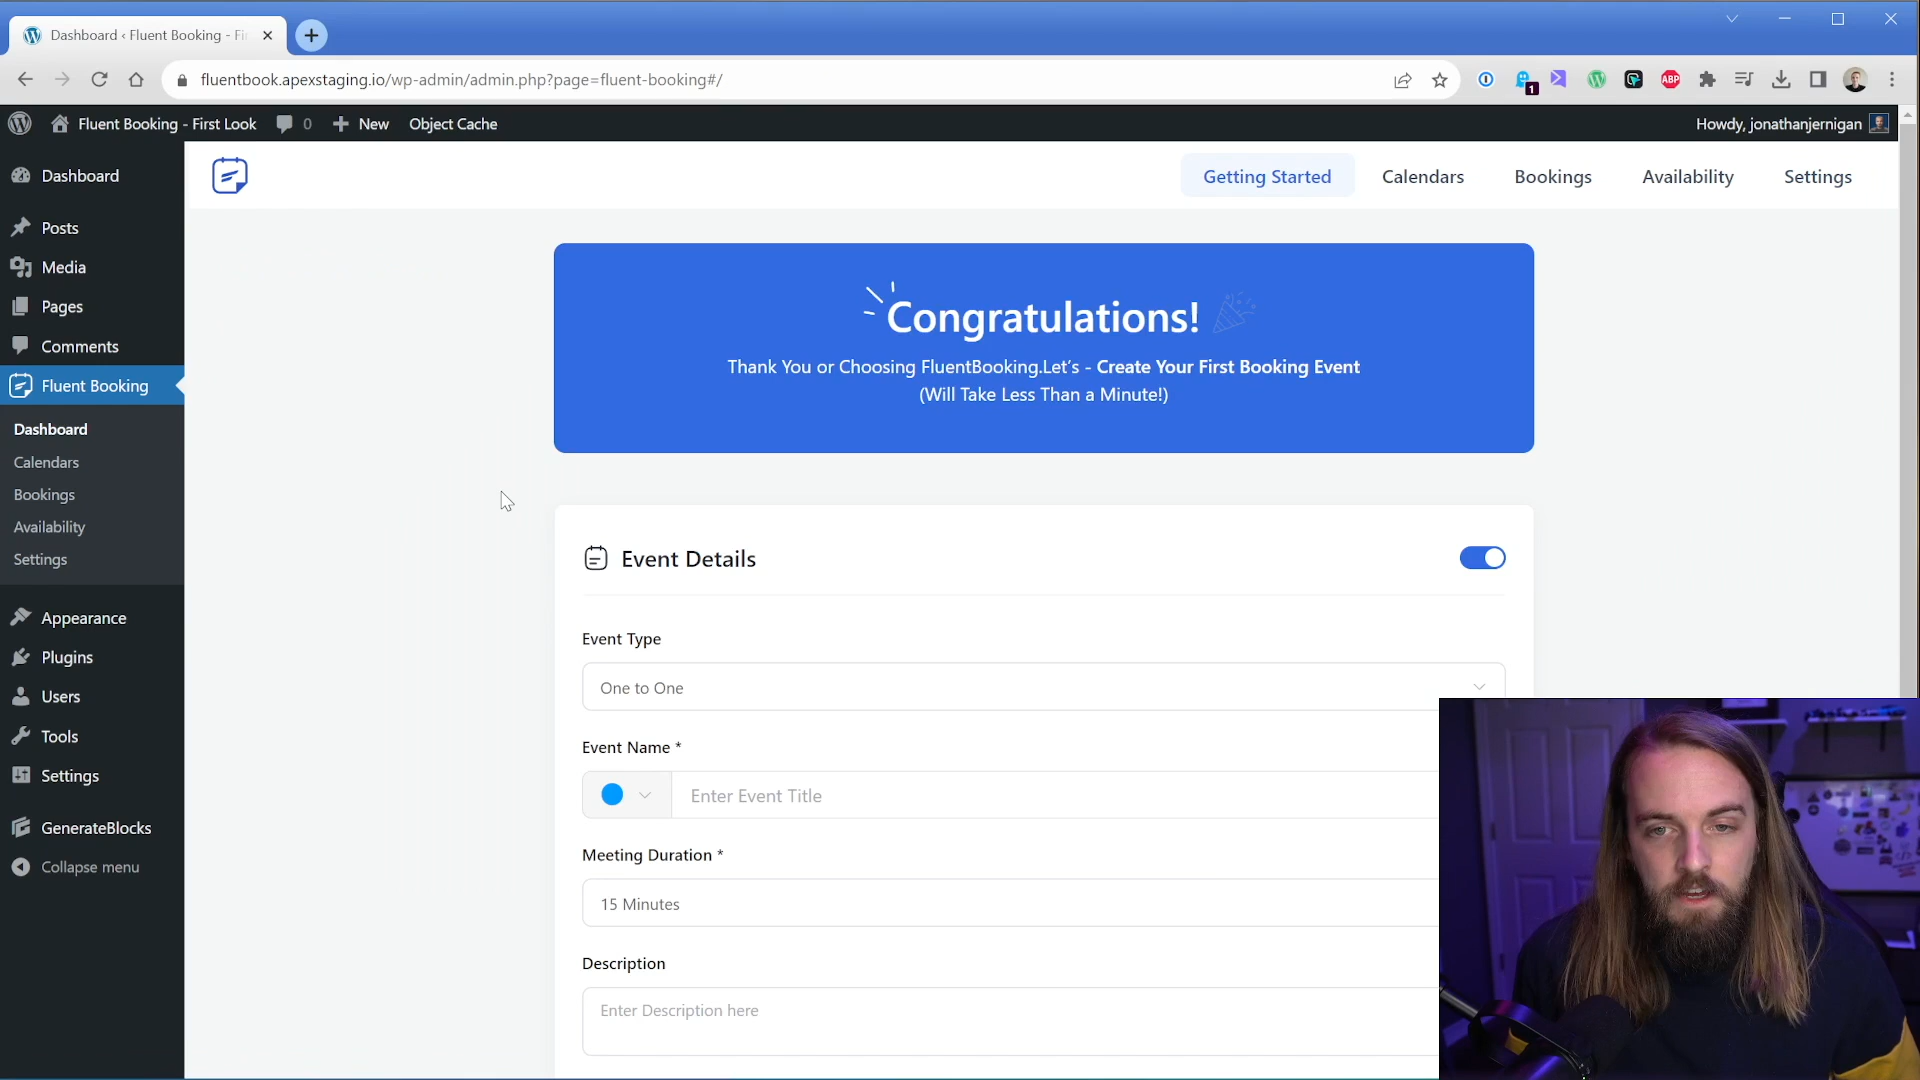 Dashboard ‹ Fluent Booking - Fi
fluentbook.apexstaging.io/wp-admin/admin.php?page=fluent-booking#/
1
ABP
Fluent Booking - First Look
0
New
Object Cache
Howdy, jonathanjernigan
Dashboard
Posts
Media
Pages
Comments
Fluent Booking
Dashboard
Calendars
Bookings
Availability
Settings
Appearance
Plugins
Users
Tools
Settings
GenerateBlocks
Collapse menu
Getting Started
Calendars
Bookings
Availability
Settings
Congratulations!
Thank You or Choosing FluentBooking.Let's - Create Your First Booking Event
(Will Take Less Than a Minute!)
Event Details
Event Type
One to One
Event Name *
Enter Event Title
Meeting Duration *
15 Minutes
Description
Enter Description here